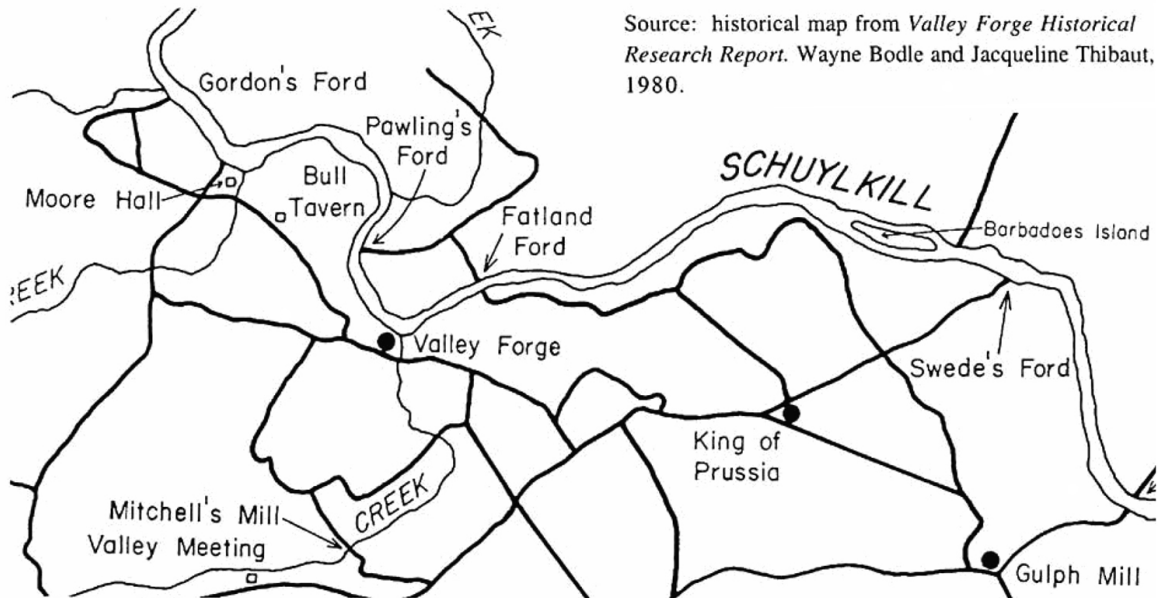 EK
Source: historical map from Valley Forge Historical
Research Report. Wayne Bodle and Jacqueline Thibaut,
1980.
Gordon's Ford
Pawling's
Ford
SCHUYLKILL
Moore Hall
Bull
Tavern
Fatland
Ford
Barbadoes Island
REEK
Valley Forge
Swede's Ford
King of
Prussia
CREEK
Mitchell's Mill
Valley Meeting
Gulph Mill